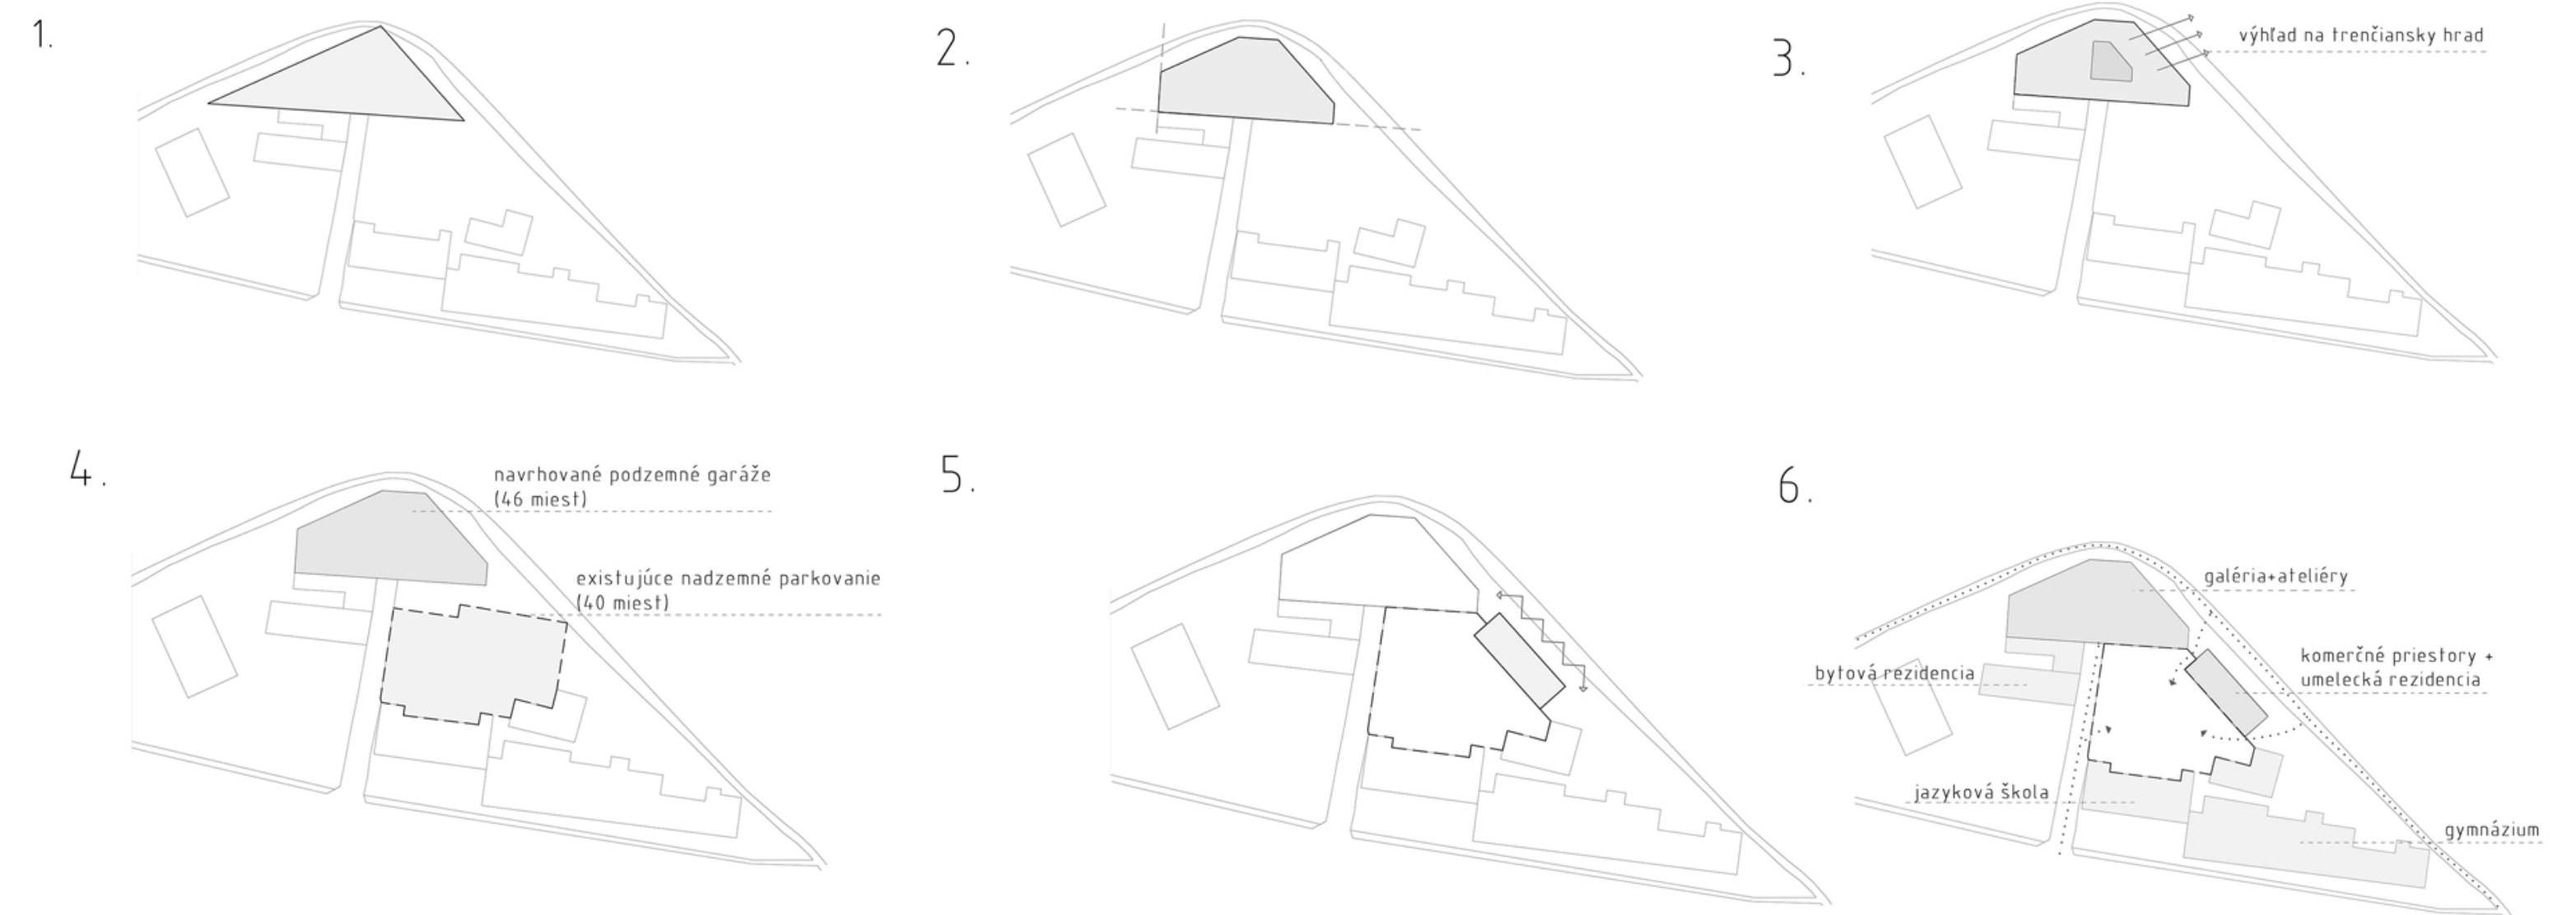 1.
2.
3.
výhľad na trenčiansky hrad
4.
navrhované podzemné garáže
(46 miest)
existujúce nadzemné parkovanie
(40 miest)
5.
6.
galéria+ateliéry
komerčné priestory +
umelecká rezidencia
bytová rezidencia
jazyková škola
gymnázium